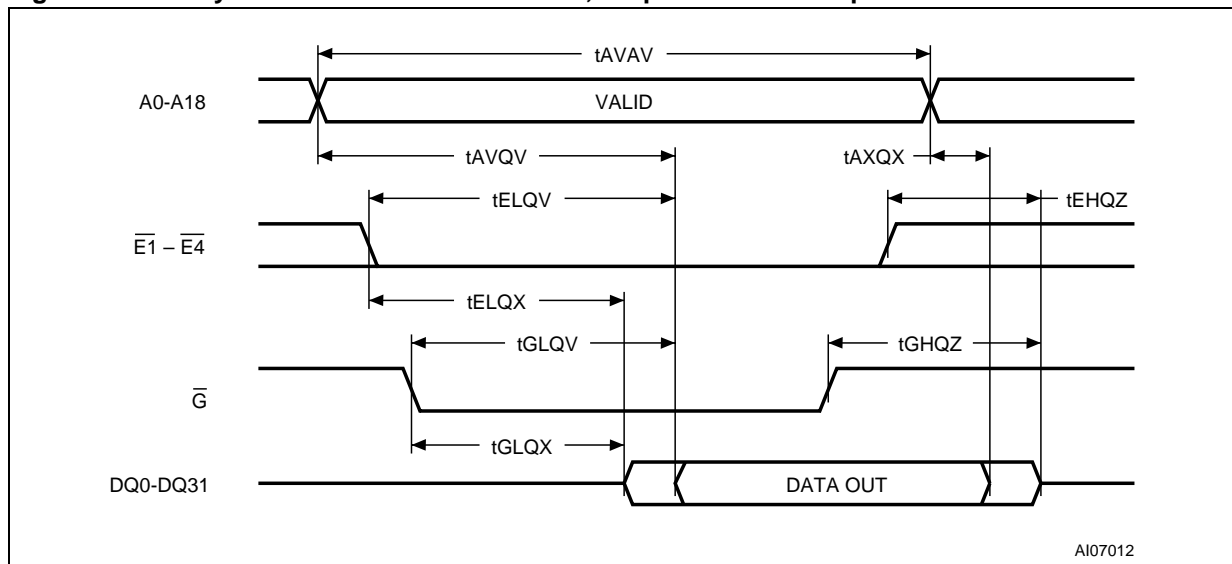 tAVAV
A0-A18
VALID
tAVQV
tAXQX
tELQV
tEHQZ
E1 – E4
tELQX
tGLQV
tGHQZ
G
tGLQX
DQ0-DQ31
DATA OUT
AI07012